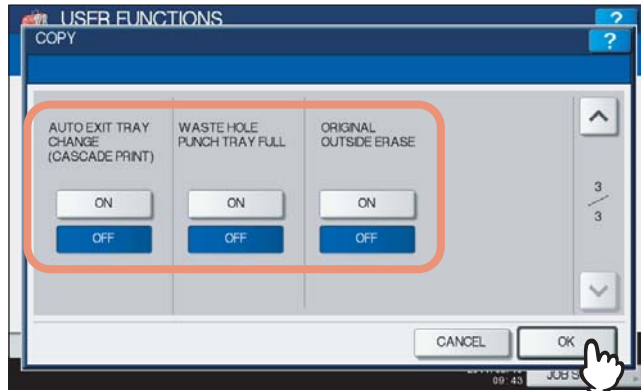 USER FUNCTIONS
?
COPY
?
AUTO EXIT TRAY
CHANGE
(CASCADE PRINT)
WASTE HOLE
PUNCH TRAY FULL
ORIGINAL
OUTSIDE ERASE
ON
ON
ON
OFF
OFF
OFF
3
3
CANCEL
OK
09:43
JOB S